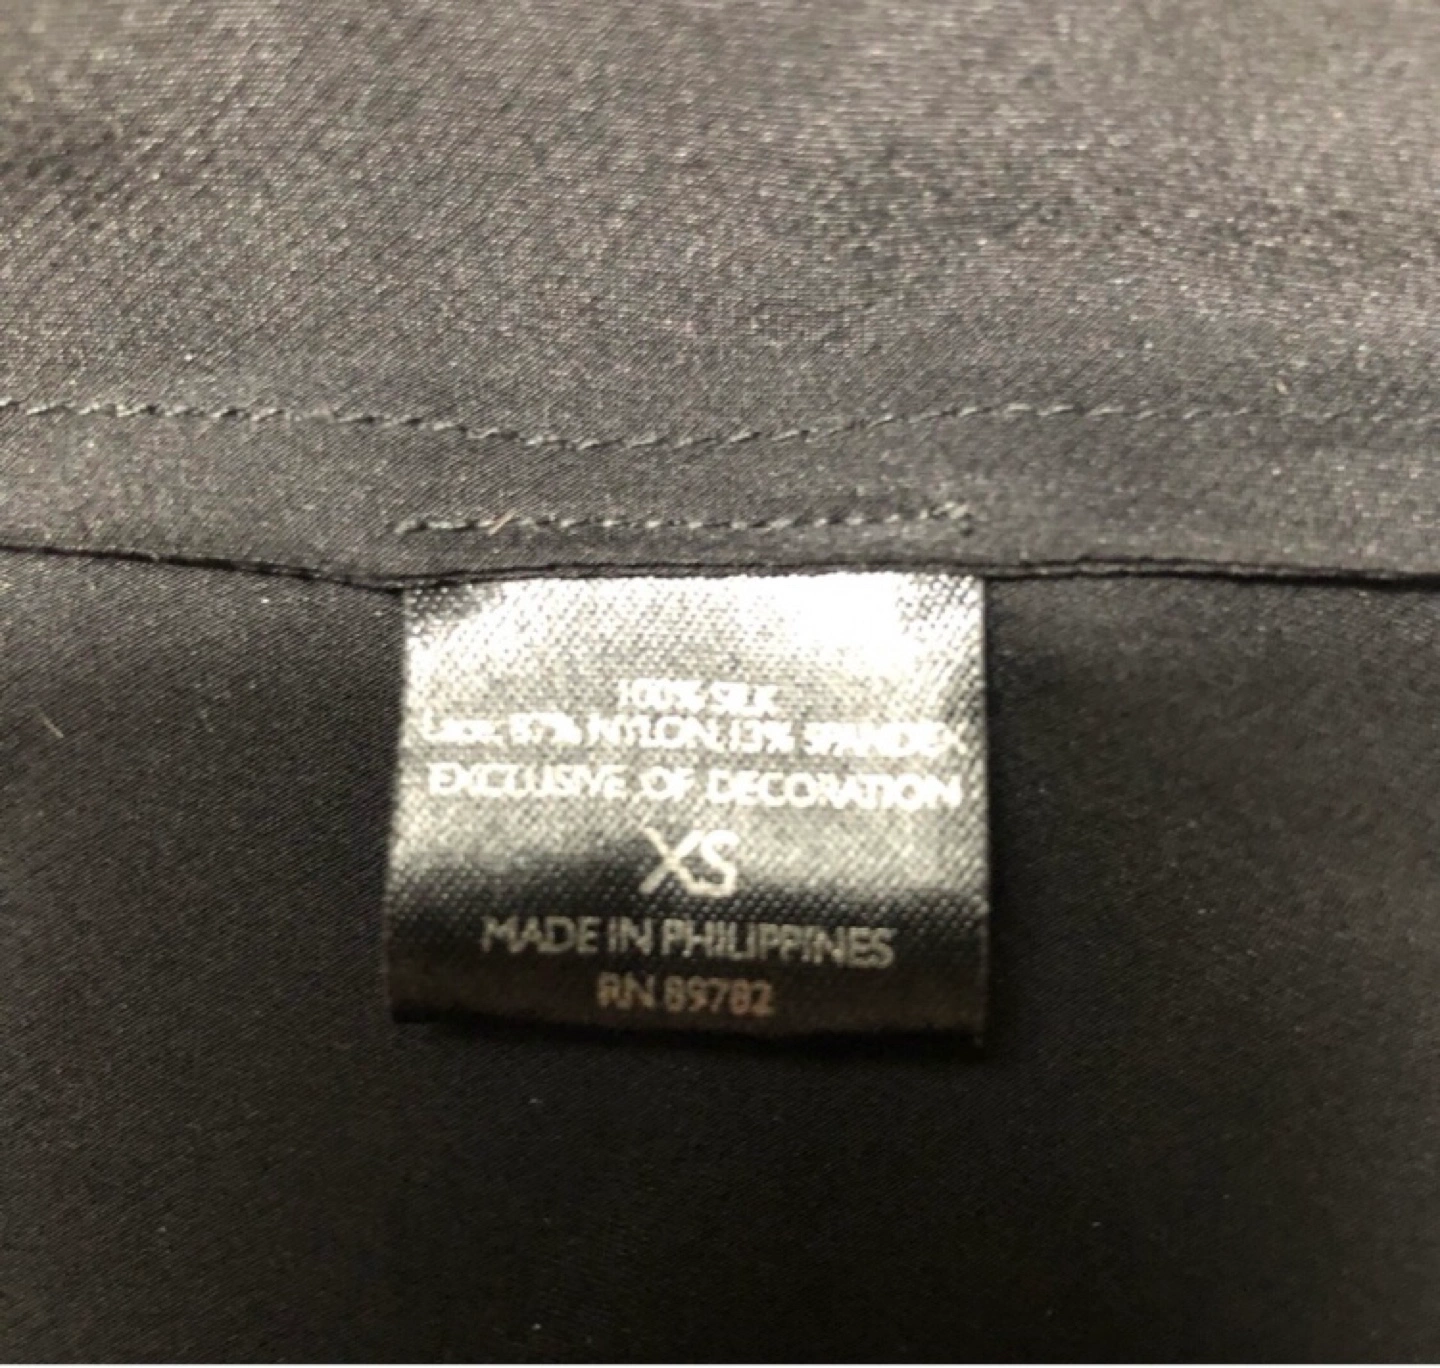 100% SILK
Lace, 87% NYLON, 13% SPANDEX
EXCLUSIVE OF DECORATION
XS
MADE IN PHILIPPINES
RN 89782